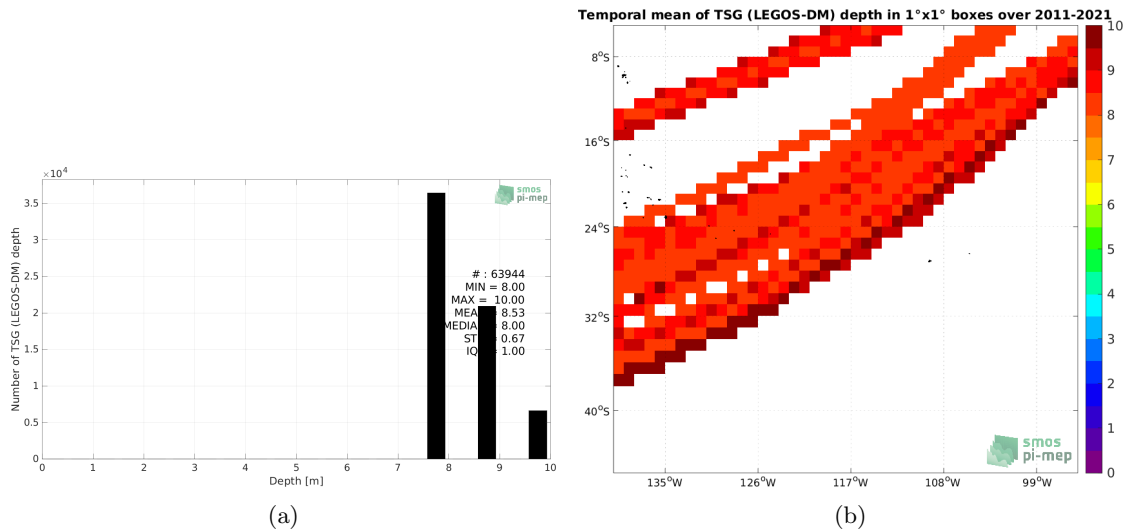 Temporal mean of TSG (LEGOS-DM) depth in 1°x1° boxes over 2011-2021
×10⁴
Number of TSG (LEGOS-DM) depth
3.5
3
2.5
2
1.5
1
0.5
0
0 1 2 3 4 5 6 7 8 9 10
Depth [m]
smos
pi-mep
# : 63944
MIN = 8.00
MAX = 10.00
= 8.53
= 8.00
= 0.67
= 1.00
(a)
8°S
16°S
24°S
32°S
40°S
135°W 126°W 117°W 108°W 99°W
10
9
8
7
6
5
4
3
2
1
0
smos
pi-mep
(b)